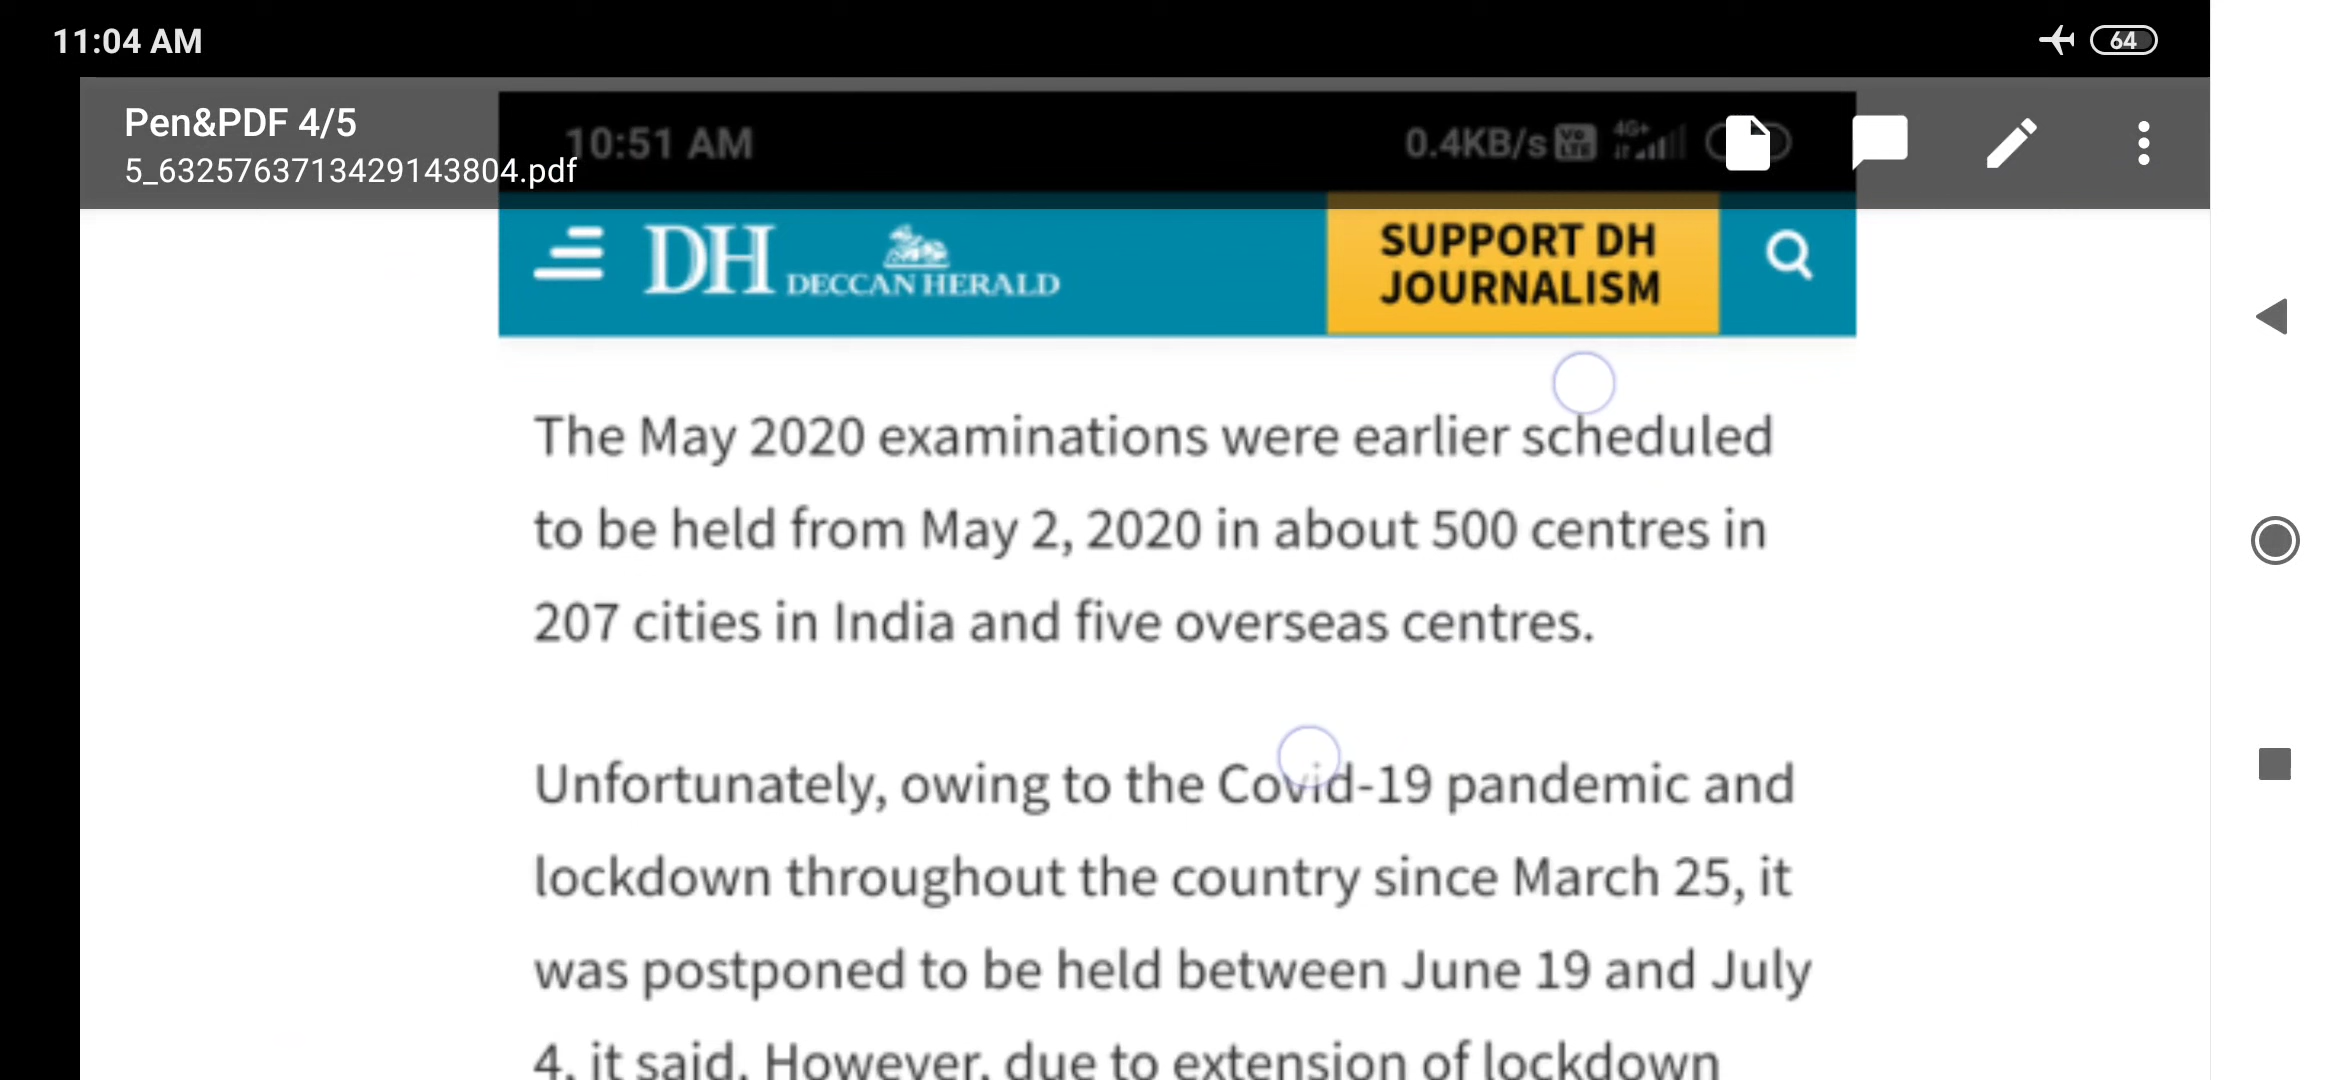 11:04 AM
64
Pen&PDF 4/5
5_6325763713429143804.pdf
10:51 AM
0.4KB/s VO LTE 4G+
DH DECCAN HERALD
SUPPORT DH
JOURNALISM
The May 2020 examinations were earlier scheduled
to be held from May 2, 2020 in about 500 centres in
207 cities in India and five overseas centres.
Unfortunately, owing to the Covid-19 pandemic and
lockdown throughout the country since March 25, it
was postponed to be held between June 19 and July
4, it said. However, due to extension of lockdown